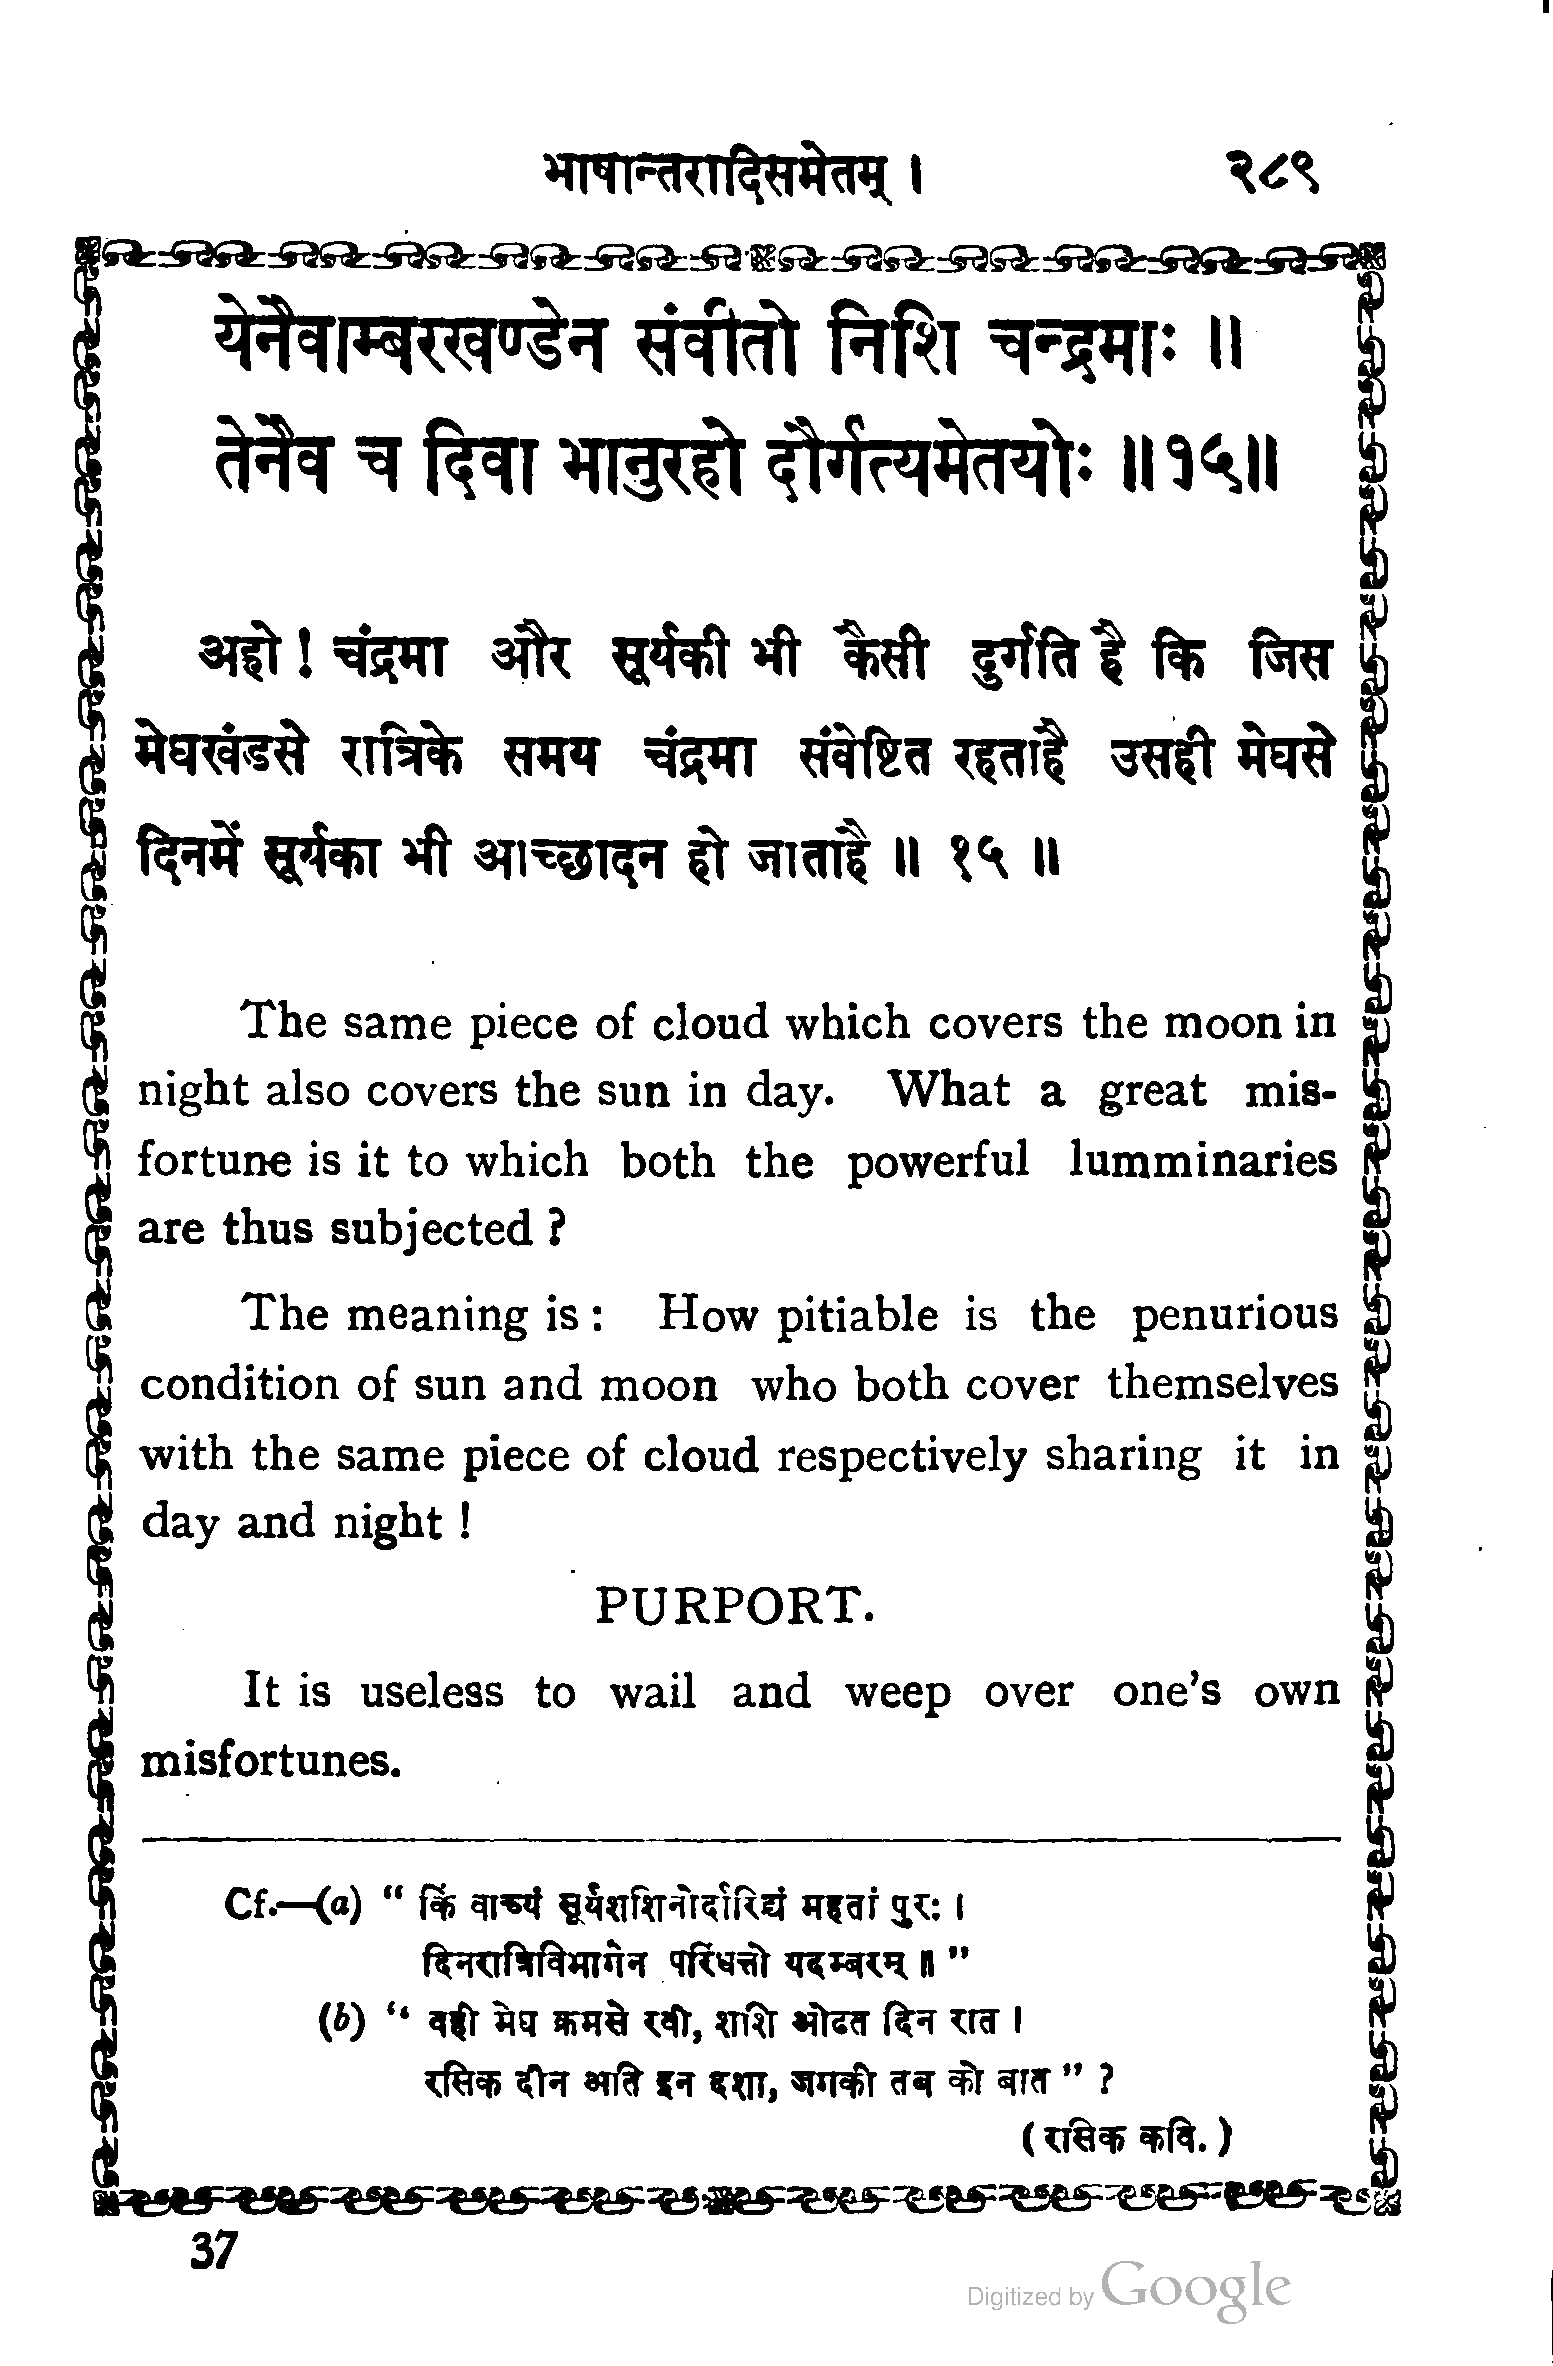 भाषान्तरादिसमेतम् । २८९
येनैवाम्बरखण्डेन संवीतो निशि चन्द्रमाः ॥
तेनैव च दिवा भानुरहो दौर्गत्यमेतयोः ॥१५॥
अहो ! चंद्रमा और सूर्यकी भी कैसी दुर्गति है कि जिस
मेघखंडसे रात्रिके समय चंद्रमा संवेष्टित रहताहै उसही मेघसे
दिनमें सूर्यका भी आच्छादन हो जाताहै ॥ १५ ॥
The same piece of cloud which covers the moon in
night also covers the sun in day. What a great mis-
fortune is it to which both the powerful lumminaries
are thus subjected ?
The meaning is : How pitiable is the penurious
condition of sun and moon who both cover themselves
with the same piece of cloud respectively sharing it in
day and night !
PURPORT.
It is useless to wail and weep over one's own
misfortunes.
Cf.—(a) “ किं वाच्यं सूर्यशशिनोर्दारिद्यं महतां पुरः ।
दिनरात्रिविभागेन परिधत्तो यदम्बरम् ॥ ”
(b) “ वही मेघ क्रमसे रवी, शशि ओढत दिन रात ।
रसिक दीन अति इन दशा, जगकी तब को बात ” ?
( रसिक कवि. )
37
Digitized by Google